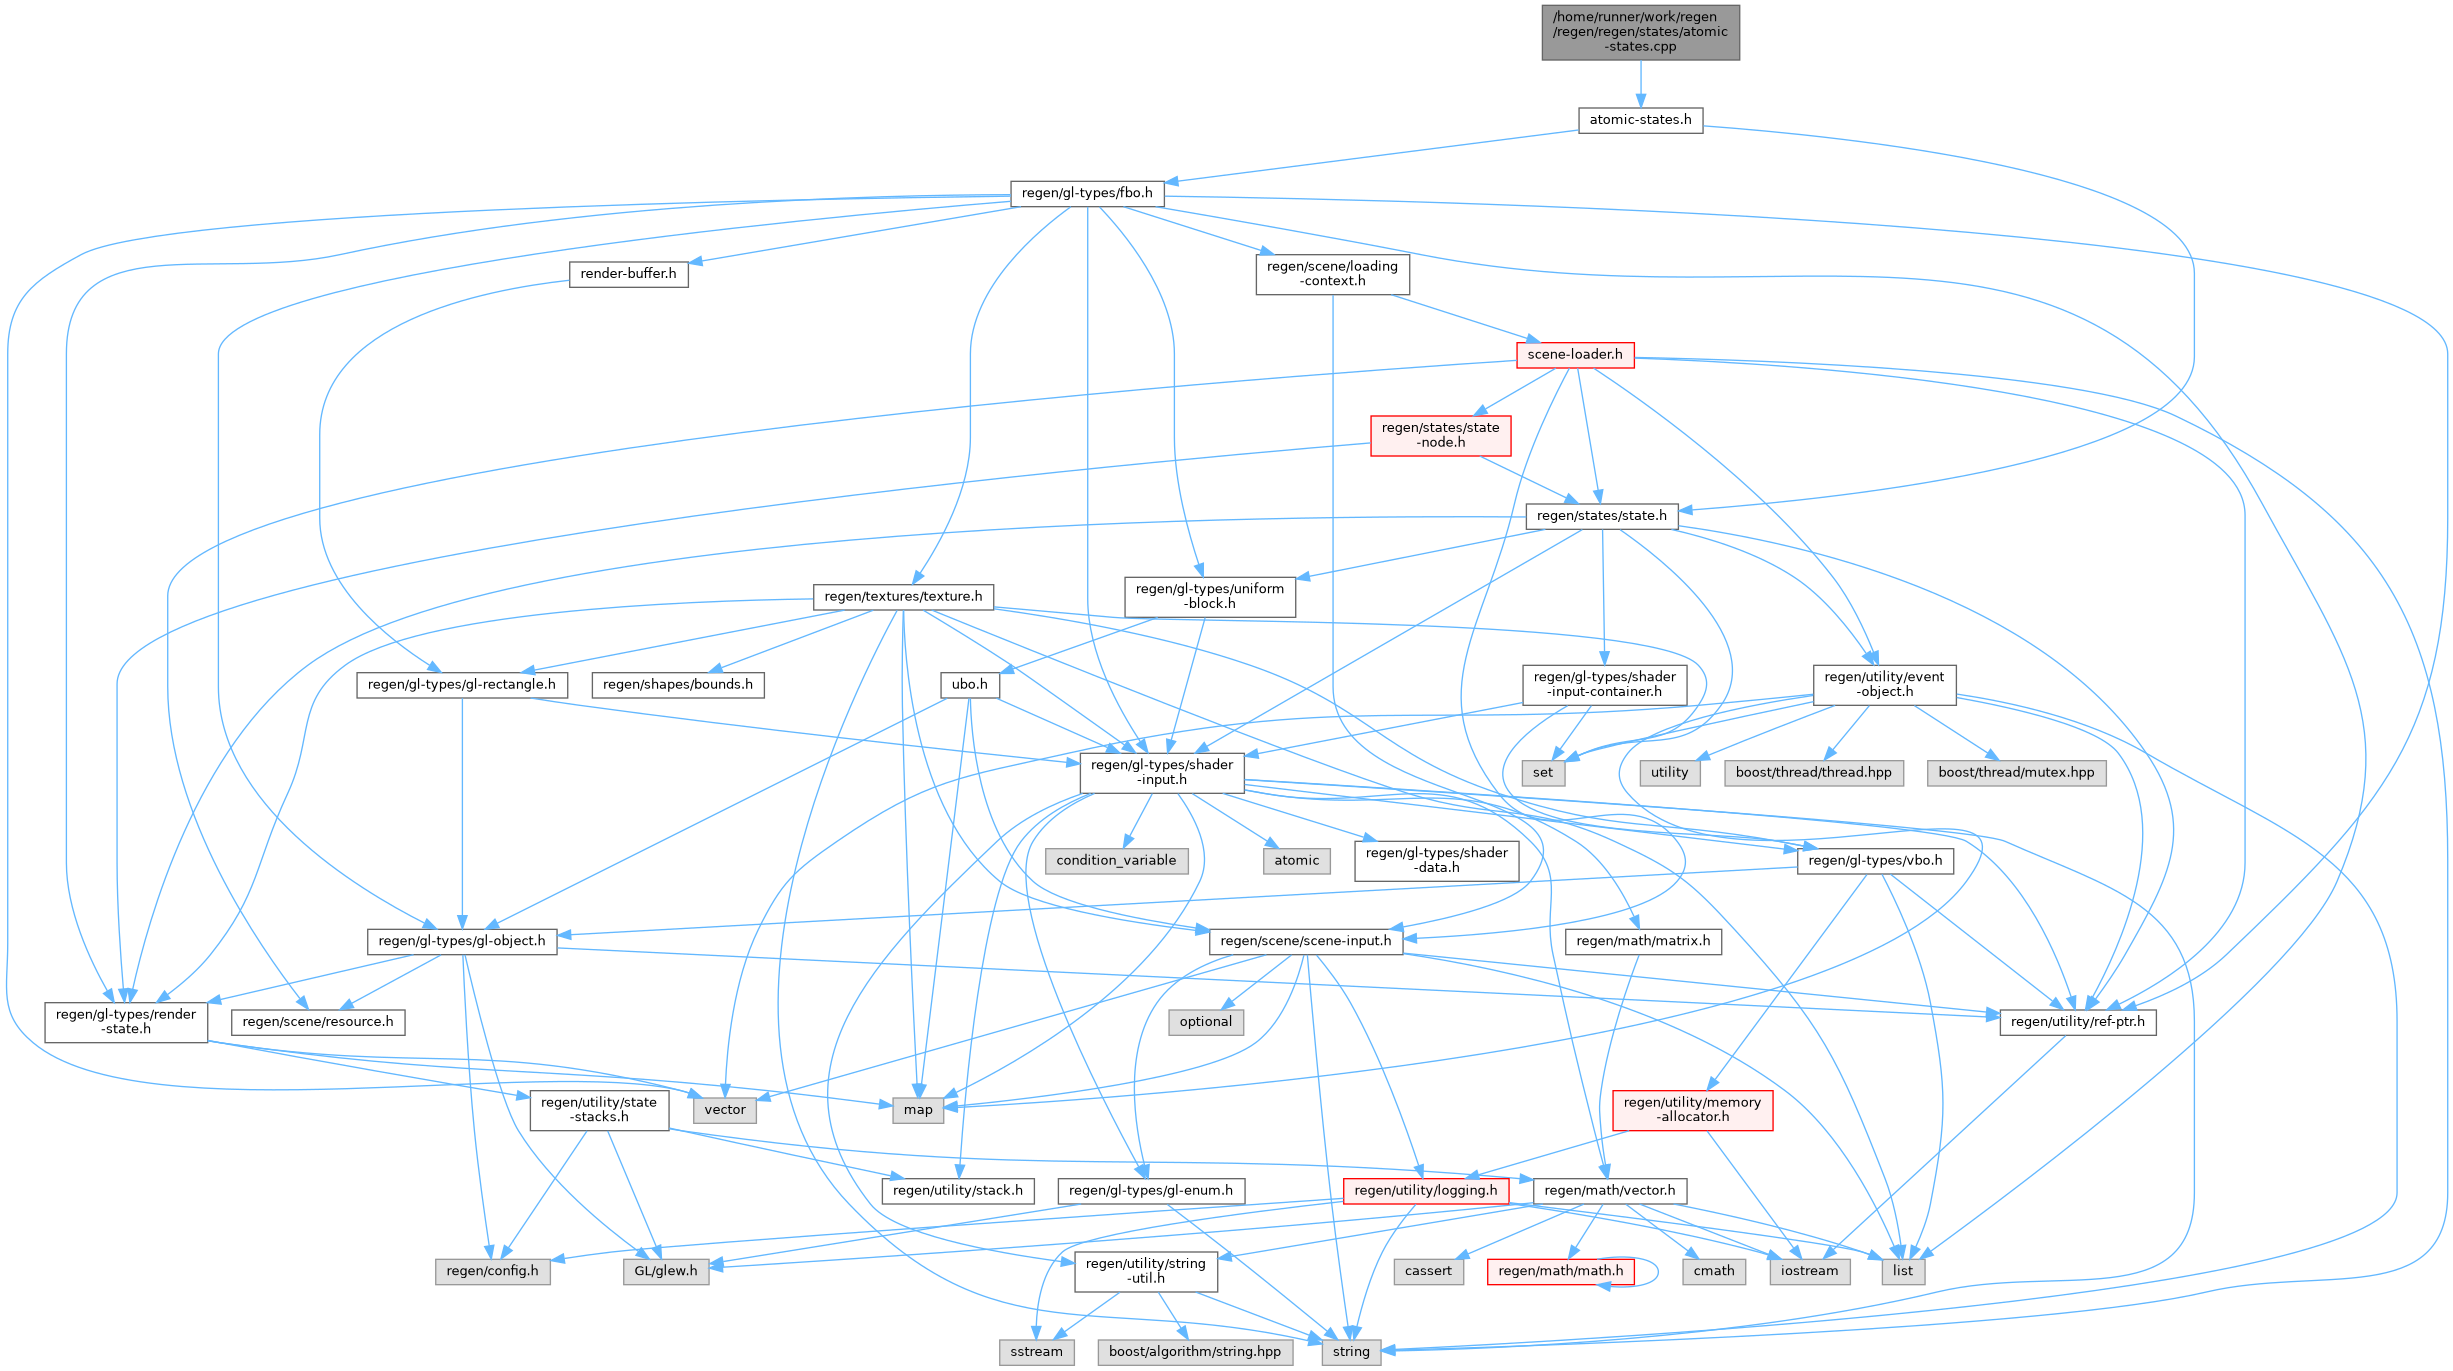 /home/runner/work/regen
/regen/regen/states/atomic
-states.cpp
atomic-states.h
regen/gl-types/fbo.h
render-buffer.h
regen/scene/loading
-context.h
scene-loader.h
regen/states/state
-node.h
regen/states/state.h
regen/textures/texture.h
regen/gl-types/uniform
-block.h
regen/gl-types/gl-rectangle.h
regen/shapes/bounds.h
ubo.h
regen/gl-types/shader
-input-container.h
regen/utility/event
-object.h
regen/gl-types/shader
-input.h
set
utility
boost/thread/thread.hpp
boost/thread/mutex.hpp
condition_variable
atomic
regen/gl-types/shader
-data.h
regen/gl-types/vbo.h
regen/gl-types/gl-object.h
regen/scene/scene-input.h
regen/math/matrix.h
regen/gl-types/render
-state.h
regen/scene/resource.h
optional
regen/utility/ref-ptr.h
regen/utility/state
-stacks.h
vector
map
regen/utility/memory
-allocator.h
regen/utility/stack.h
regen/gl-types/gl-enum.h
regen/utility/logging.h
regen/math/vector.h
regen/config.h
GL/glew.h
regen/utility/string
-util.h
cassert
regen/math/math.h
cmath
iostream
list
sstream
boost/algorithm/string.hpp
string